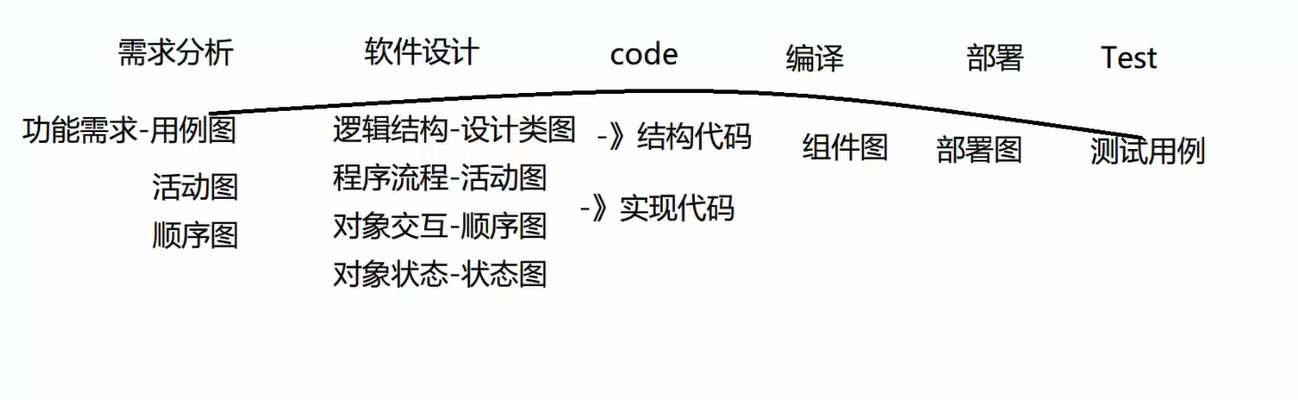 需求分析 软件设计 code 编译 部署 Test
功能需求-用例图 逻辑结构-设计类图 -》结构代码 组件图 部署图 测试用例
活动图 程序流程-活动图
顺序图 对象交互-顺序图 -》实现代码
对象状态-状态图